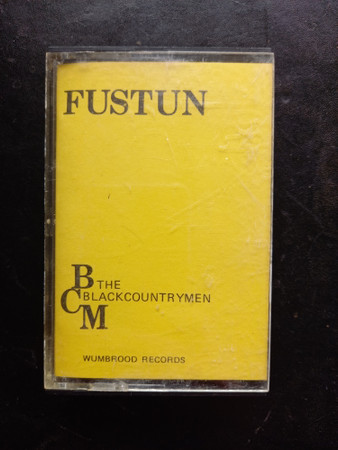 FUSTUN
B THE
C BLACKCOUNTRYMEN
M
WUMBROOD RECORDS